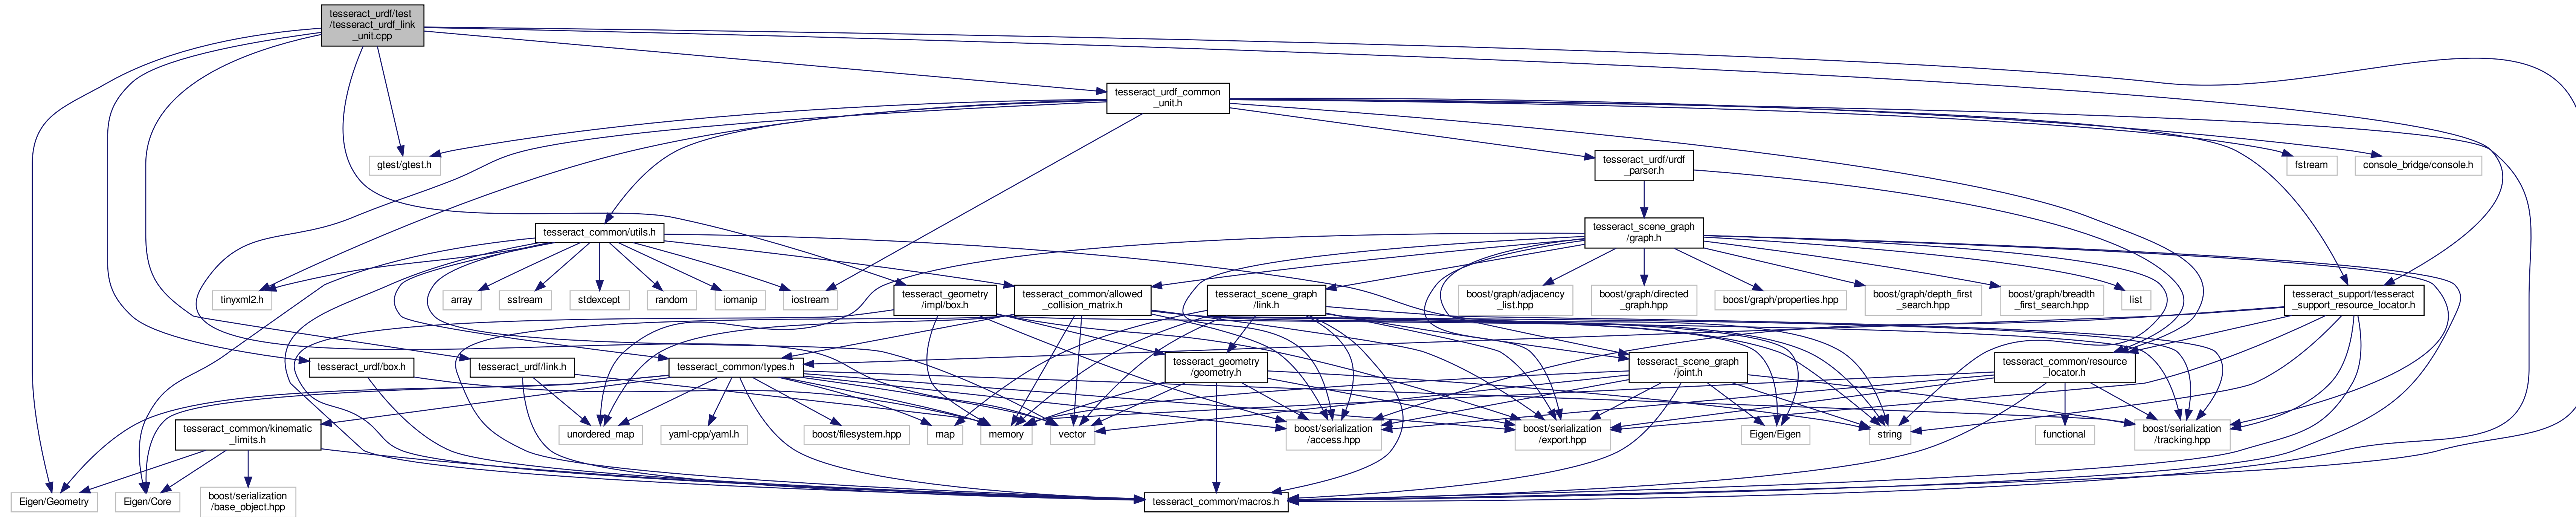 tesseract_urdf/test
/tesseract_urdf_link
_unit.cpp
tesseract_urdf_common
_unit.h
gtest/gtest.h
tesseract_urdf/urdf
_parser.h
fstream
console_bridge/console.h
tesseract_common/utils.h
tesseract_scene_graph
/graph.h
tinyxml2.h
array
sstream
stdexcept
random
iomanip
iostream
tesseract_geometry
/impl/box.h
tesseract_common/allowed
_collision_matrix.h
tesseract_scene_graph
/link.h
boost/graph/adjacency
_list.hpp
boost/graph/directed
_graph.hpp
boost/graph/properties.hpp
boost/graph/depth_first
_search.hpp
boost/graph/breadth
_first_search.hpp
list
tesseract_support/tesseract
_support_resource_locator.h
tesseract_urdf/box.h
tesseract_urdf/link.h
tesseract_common/types.h
tesseract_geometry
/geometry.h
tesseract_scene_graph
/joint.h
tesseract_common/resource
_locator.h
tesseract_common/kinematic
_limits.h
unordered_map
yaml-cpp/yaml.h
boost/filesystem.hpp
map
memory
vector
boost/serialization
/access.hpp
boost/serialization
/export.hpp
Eigen/Eigen
string
functional
boost/serialization
/tracking.hpp
Eigen/Geometry
Eigen/Core
boost/serialization
/base_object.hpp
tesseract_common/macros.h